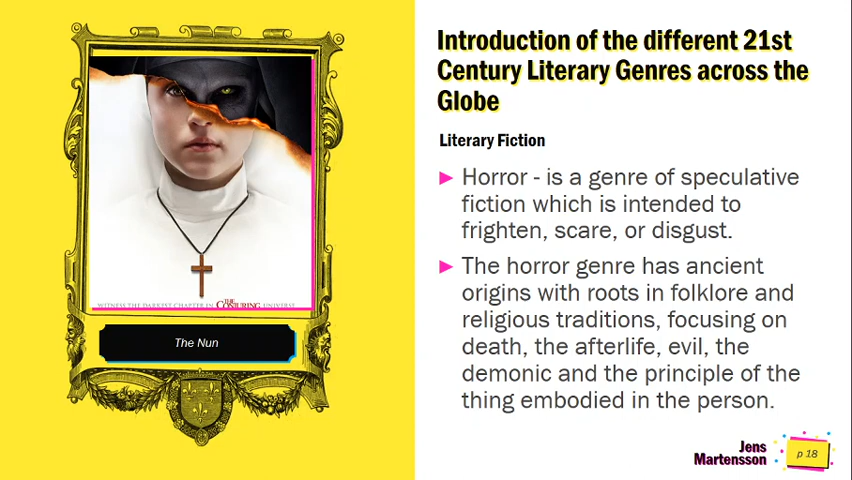 Introduction of the different 21st
Century Literary Genres across the
Globe
Literary Fiction
► Horror - is a genre of speculative
fiction which is intended to
frighten, scare, or disgust.
► The horror genre has ancient
origins with roots in folklore and
religious traditions, focusing on
death, the afterlife, evil, the
demonic and the principle of the
thing embodied in the person.
WITNESS THE DARKEST CHAPTER IN THE CONJURING UNIVERSE
The Nun
Jens
Martensson
p 18